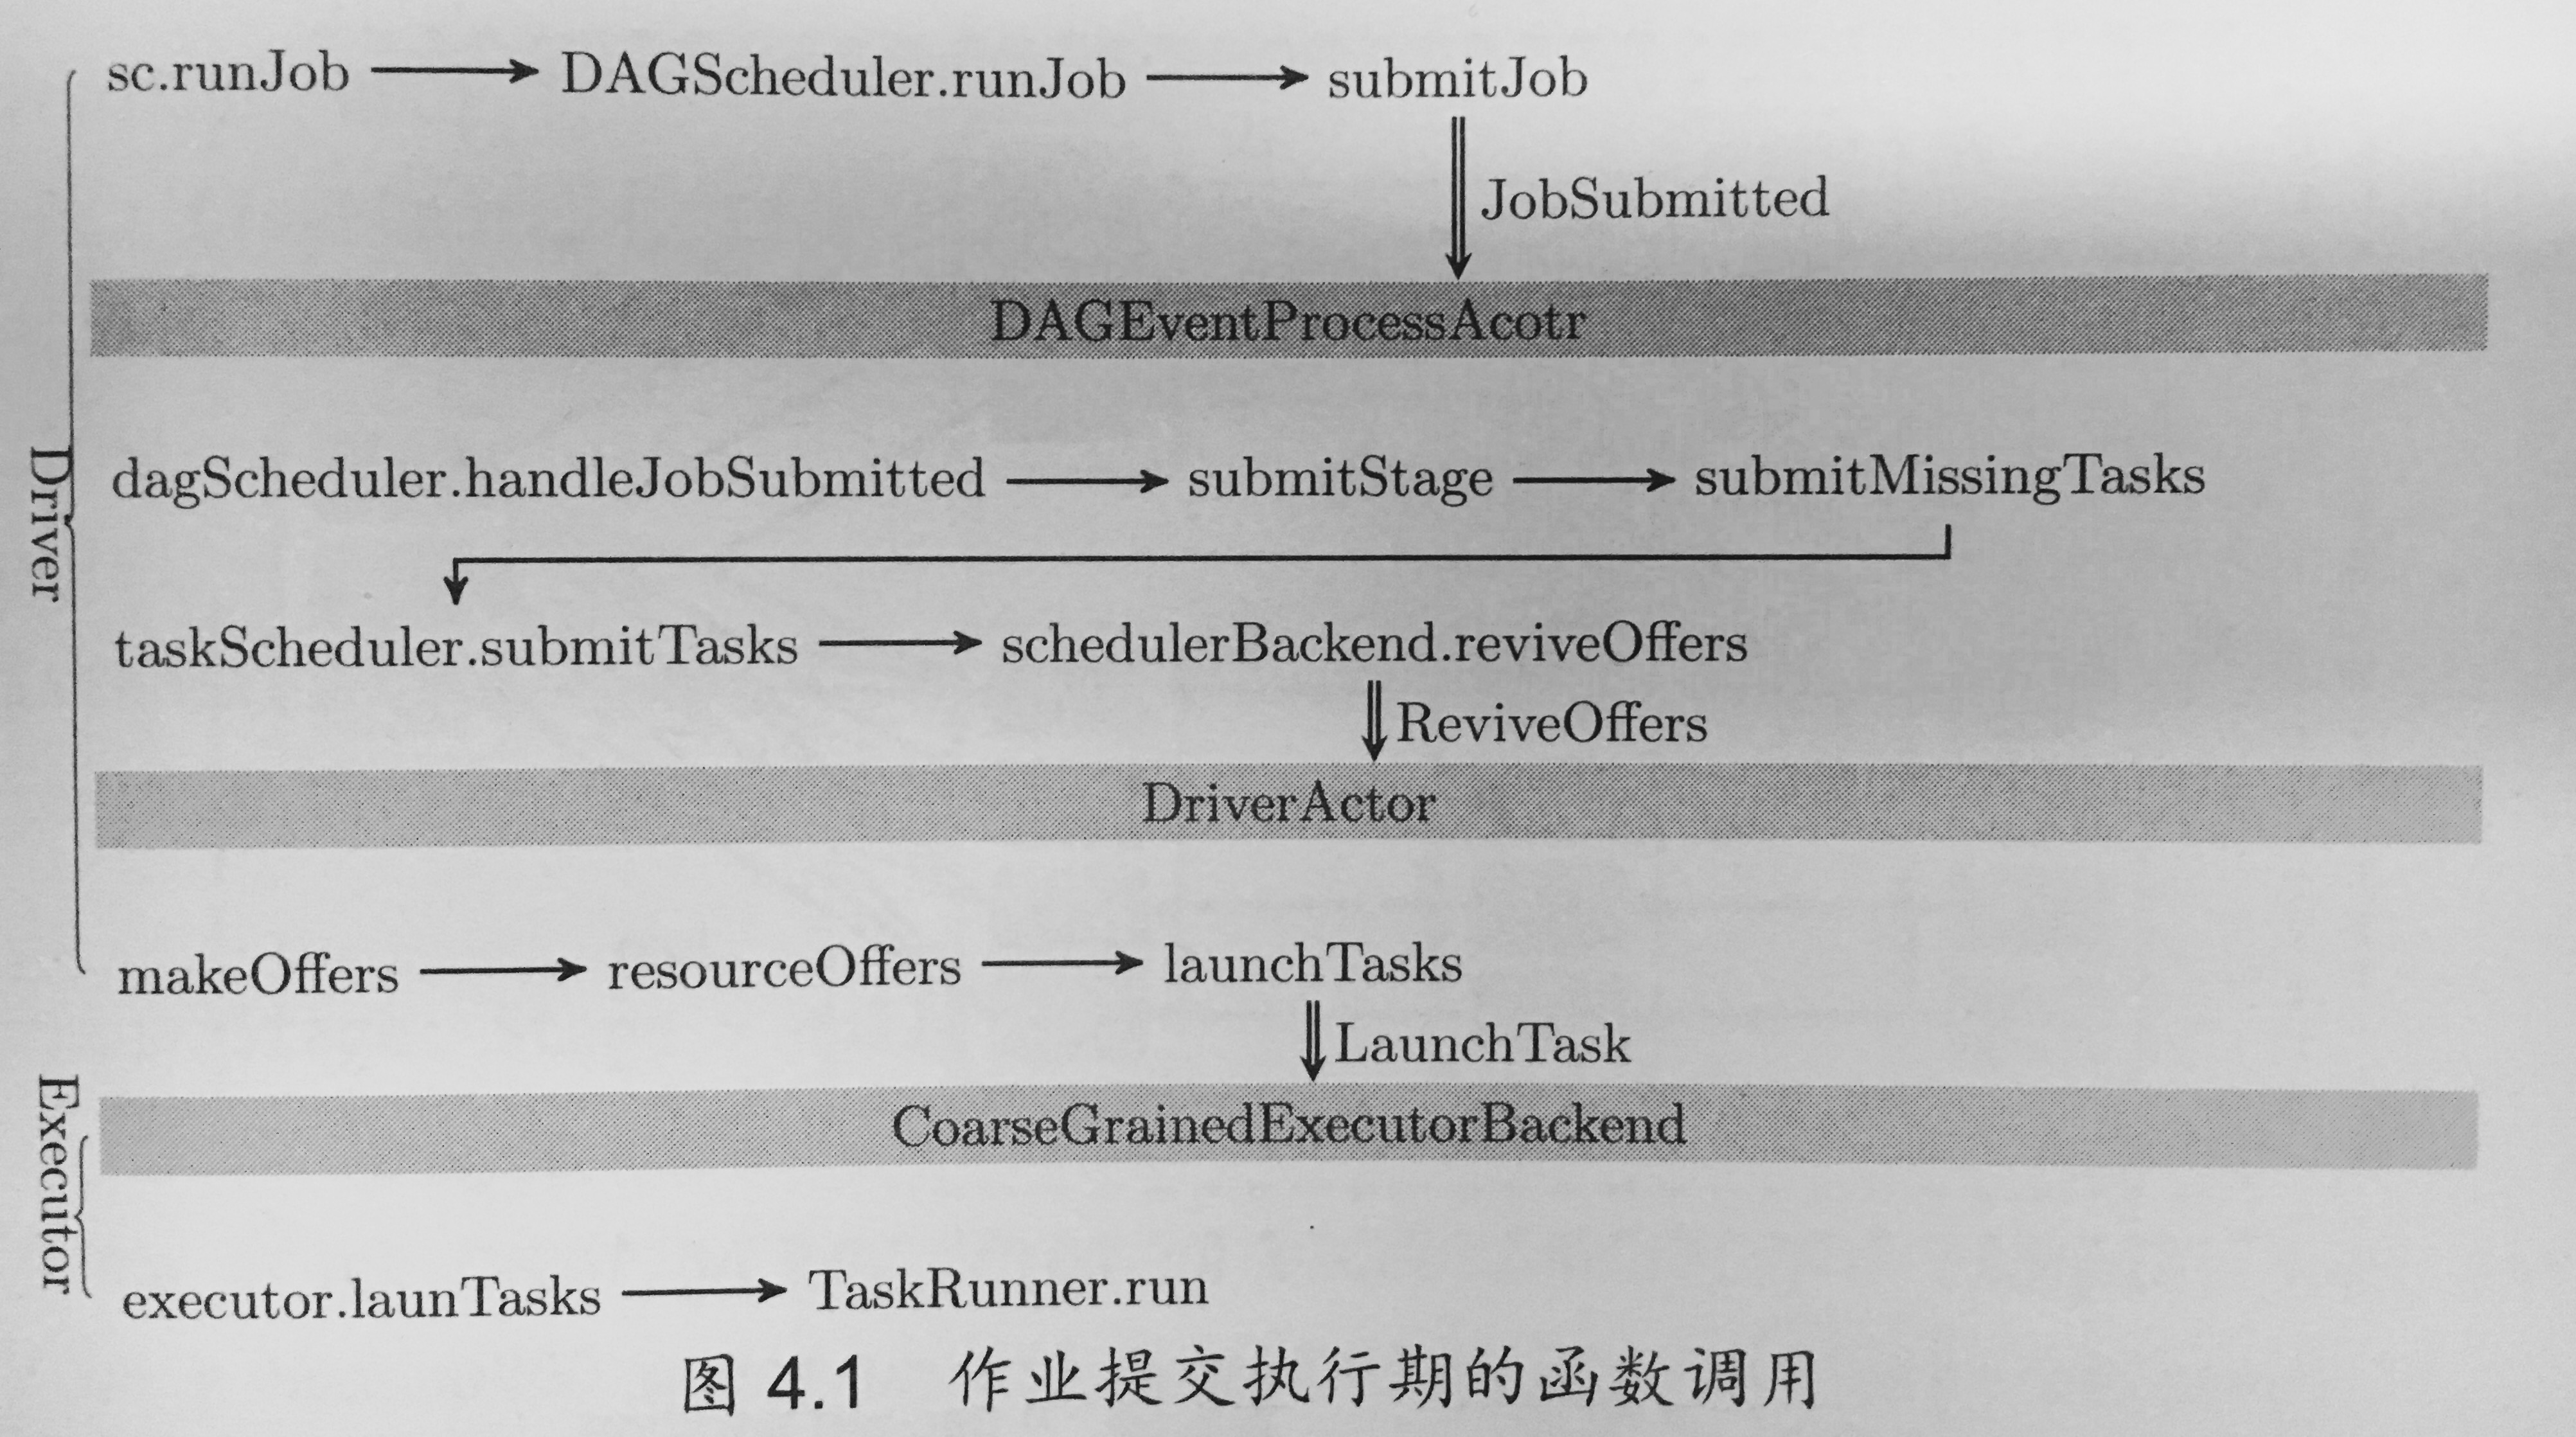 sc.runJob DAGScheduler.runJob submitJob
JobSubmitted
DAGEventProcessAcotr
dagScheduler.handleJobSubmitted submitStage submitMissingTasks
Driver
taskScheduler.submitTasks schedulerBackend.reviveOffers
ReviveOffers
DriverActor
makeOffers resourceOffers launchTasks
LaunchTask
CoarseGrainedExecutorBackend
Executor
executor.launTasks TaskRunner.run
图 4.1 作业提交执行期的函数调用